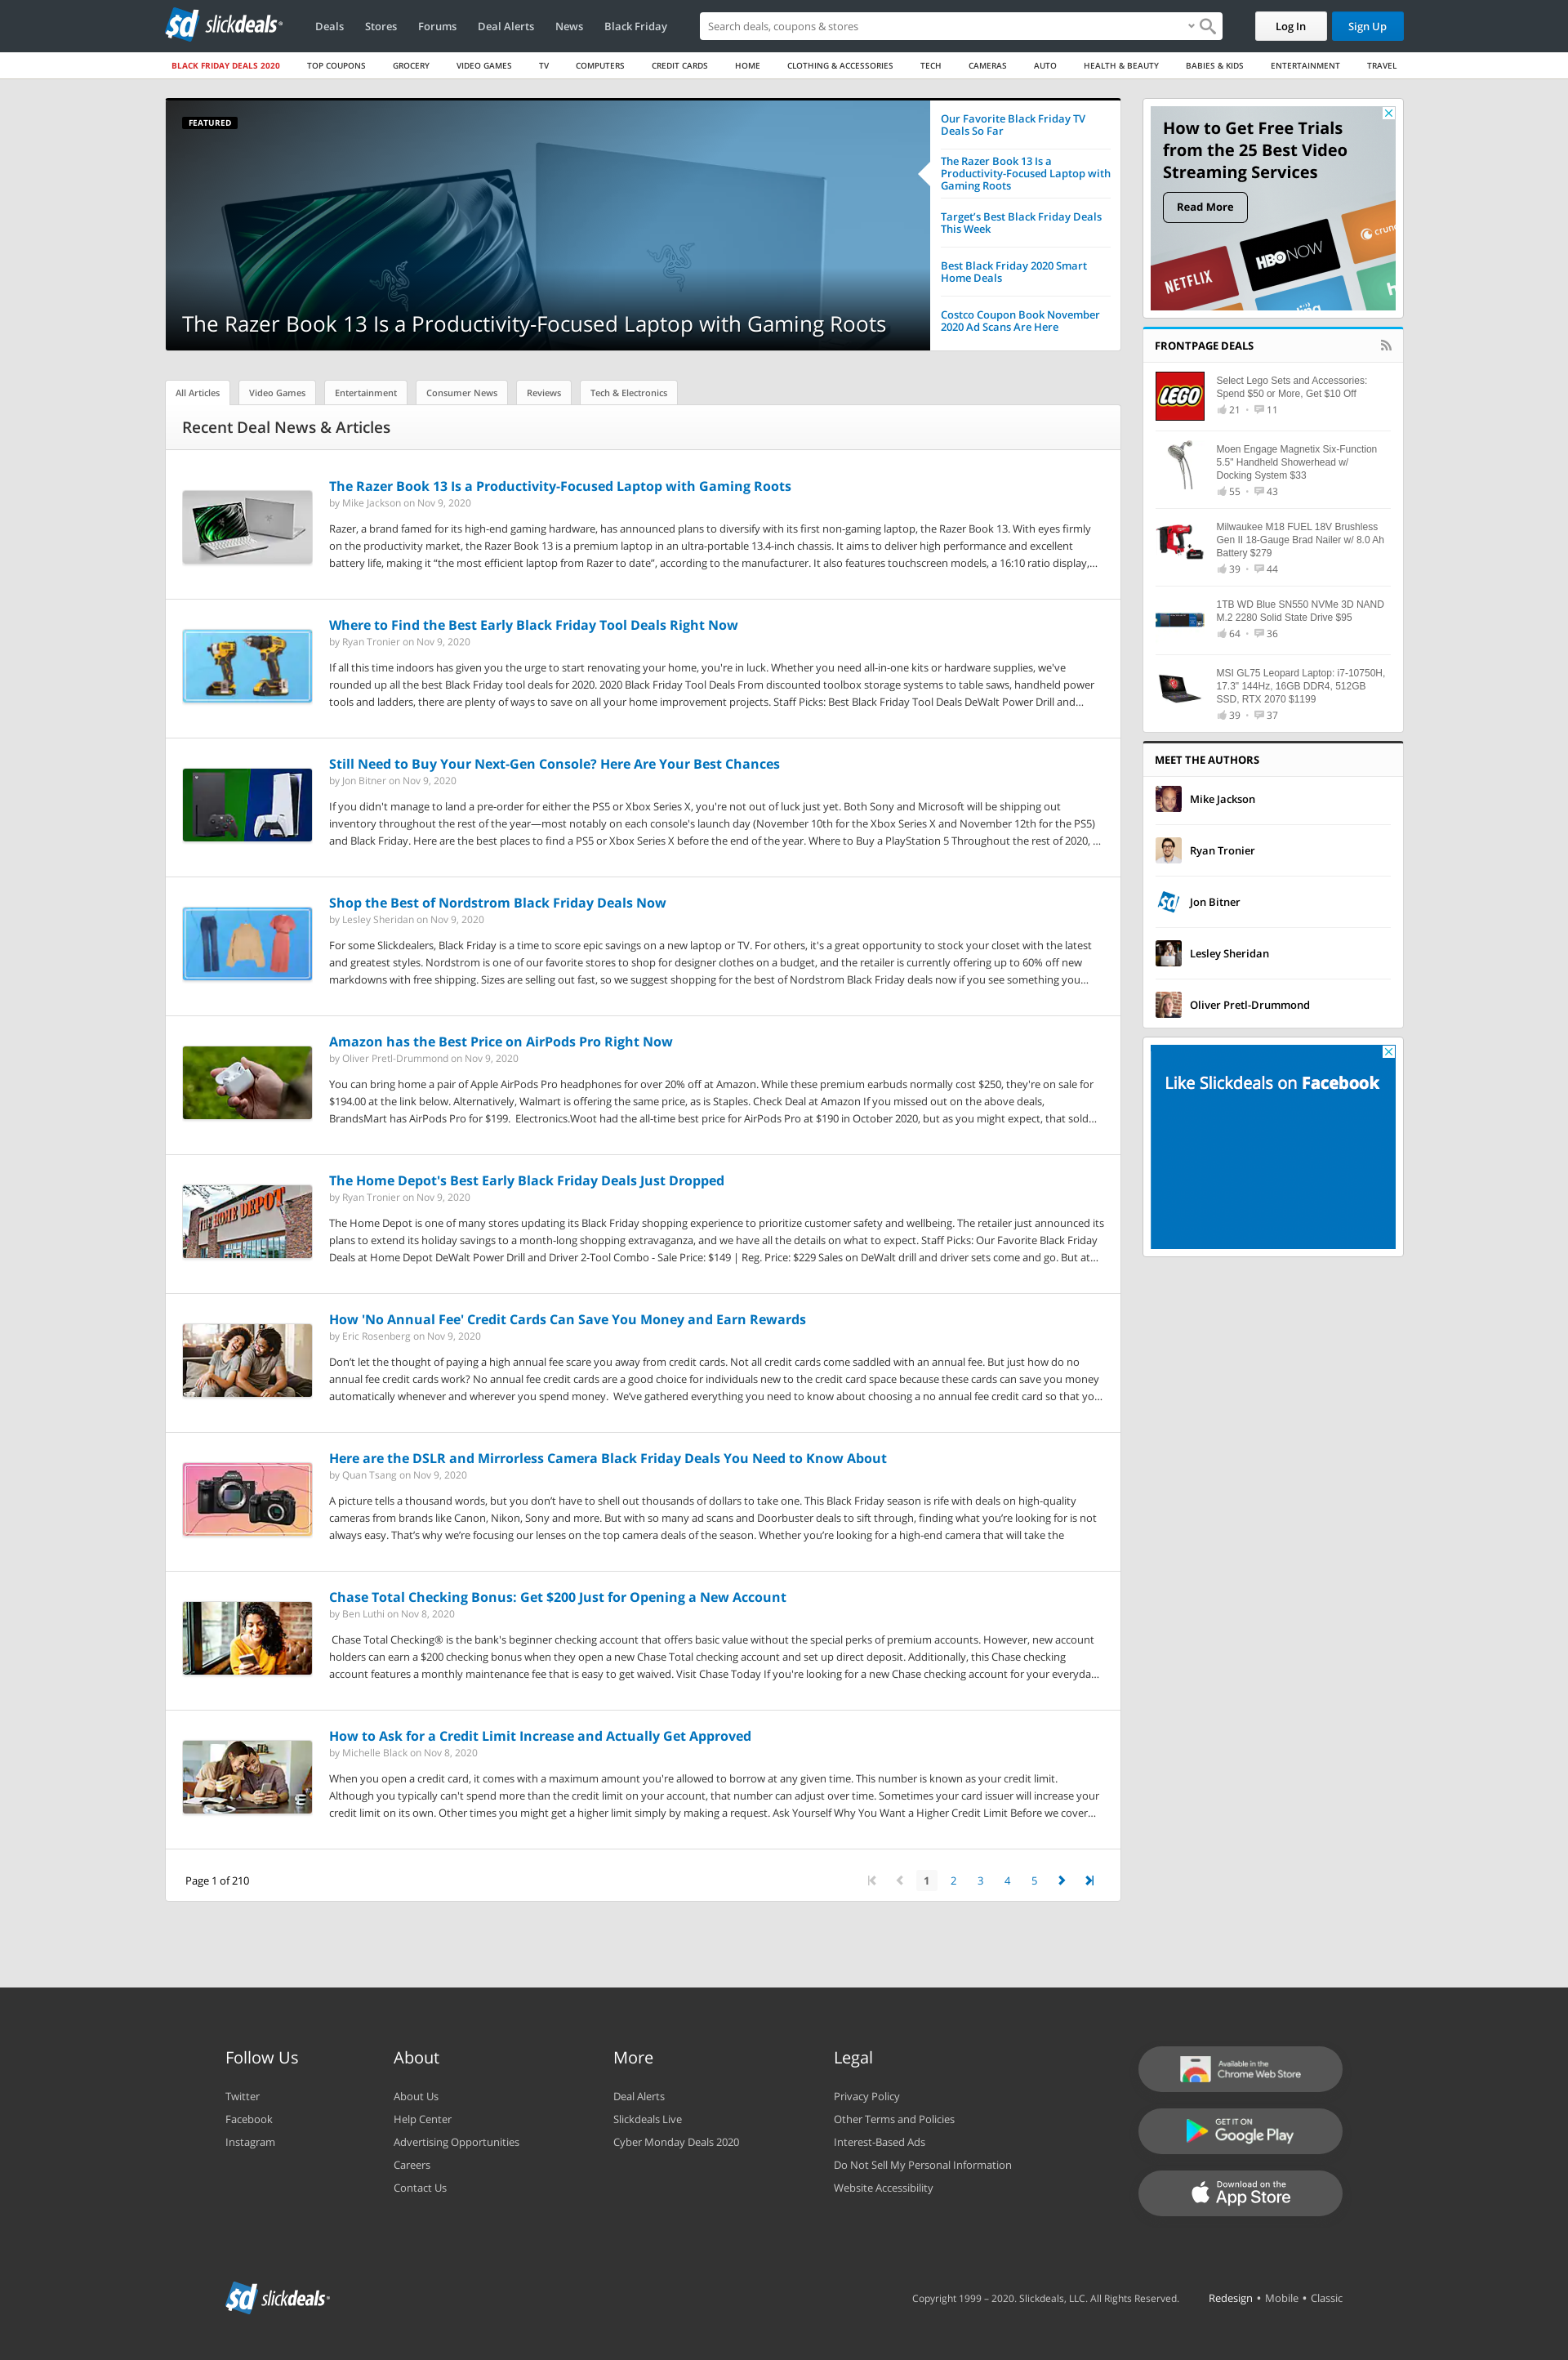 sd slickdeals
Deals
Stores
Forums
Deal Alerts
News
Black Friday
Search deals, coupons & stores
Log In
Sign Up
BLACK FRIDAY DEALS 2020
TOP COUPONS
GROCERY
VIDEO GAMES
TV
COMPUTERS
CREDIT CARDS
HOME
CLOTHING & ACCESSORIES
TECH
CAMERAS
AUTO
HEALTH & BEAUTY
BABIES & KIDS
ENTERTAINMENT
TRAVEL
FEATURED
The Razer Book 13 Is a Productivity-Focused Laptop with Gaming Roots
Our Favorite Black Friday TV
Deals So Far
The Razer Book 13 Is a
Productivity-Focused Laptop with
Gaming Roots
Target's Best Black Friday Deals
This Week
Best Black Friday 2020 Smart
Home Deals
Costco Coupon Book November
2020 Ad Scans Are Here
All Articles
Video Games
Entertainment
Consumer News
Reviews
Tech & Electronics
Recent Deal News & Articles
The Razer Book 13 Is a Productivity-Focused Laptop with Gaming Roots
by Mike Jackson on Nov 9, 2020
Razer, a brand famed for its high-end gaming hardware, has announced plans to diversify with its first non-gaming laptop, the Razer Book 13. With eyes firmly
on the productivity market, the Razer Book 13 is a premium laptop in an ultra-portable 13.4-inch chassis. It aims to deliver high performance and excellent
battery life, making it “the most efficient laptop from Razer to date”, according to the manufacturer. It also features touchscreen models, a 16:10 ratio display,...
Where to Find the Best Early Black Friday Tool Deals Right Now
by Ryan Tronier on Nov 9, 2020
If all this time indoors has given you the urge to start renovating your home, you're in luck. Whether you need all-in-one kits or hardware supplies, we've
rounded up all the best Black Friday tool deals for 2020. 2020 Black Friday Tool Deals From discounted toolbox storage systems to table saws, handheld power
tools and ladders, there are plenty of ways to save on all your home improvement projects. Staff Picks: Best Black Friday Tool Deals DeWalt Power Drill and...
Still Need to Buy Your Next-Gen Console? Here Are Your Best Chances
by Jon Bitner on Nov 9, 2020
If you didn't manage to land a pre-order for either the PS5 or Xbox Series X, you're not out of luck just yet. Both Sony and Microsoft will be shipping out
inventory throughout the rest of the year—most notably on each console's launch day (November 10th for the Xbox Series X and November 12th for the PS5)
and Black Friday. Here are the best places to find a PS5 or Xbox Series X before the end of the year. Where to Buy a PlayStation 5 Throughout the rest of 2020, ...
Shop the Best of Nordstrom Black Friday Deals Now
by Lesley Sheridan on Nov 9, 2020
For some Slickdealers, Black Friday is a time to score epic savings on a new laptop or TV. For others, it's a great opportunity to stock your closet with the latest
and greatest styles. Nordstrom is one of our favorite stores to shop for designer clothes on a budget, and the retailer is currently offering up to 60% off new
markdowns with free shipping. Sizes are selling out fast, so we suggest shopping for the best of Nordstrom Black Friday deals now if you see something you...
Amazon has the Best Price on AirPods Pro Right Now
by Oliver Pretl-Drummond on Nov 9, 2020
You can bring home a pair of Apple AirPods Pro headphones for over 20% off at Amazon. While these premium earbuds normally cost $250, they're on sale for
$194.00 at the link below. Alternatively, Walmart is offering the same price, as is Staples. Check Deal at Amazon If you missed out on the above deals,
BrandsMart has AirPods Pro for $199.  Electronics.Woot had the all-time best price for AirPods Pro at $190 in October 2020, but as you might expect, that sold...
THE HOME DEPOT
The Home Depot's Best Early Black Friday Deals Just Dropped
by Ryan Tronier on Nov 9, 2020
The Home Depot is one of many stores updating its Black Friday shopping experience to prioritize customer safety and wellbeing. The retailer just announced its
plans to extend its holiday savings to a month-long shopping extravaganza, and we have all the details on what to expect. Staff Picks: Our Favorite Black Friday
Deals at Home Depot DeWalt Power Drill and Driver 2-Tool Combo - Sale Price: $149 | Reg. Price: $229 Sales on DeWalt drill and driver sets come and go. But at...
How 'No Annual Fee' Credit Cards Can Save You Money and Earn Rewards
by Eric Rosenberg on Nov 9, 2020
Don’t let the thought of paying a high annual fee scare you away from credit cards. Not all credit cards come saddled with an annual fee. But just how do no
annual fee credit cards work? No annual fee credit cards are a good choice for individuals new to the credit card space because these cards can save you money
automatically whenever and wherever you spend money.  We’ve gathered everything you need to know about choosing a no annual fee credit card so that yo...
Here are the DSLR and Mirrorless Camera Black Friday Deals You Need to Know About
by Quan Tsang on Nov 9, 2020
A picture tells a thousand words, but you don’t have to shell out thousands of dollars to take one. This Black Friday season is rife with deals on high-quality
cameras from brands like Canon, Nikon, Sony and more. But with so many ad scans and Doorbuster deals to sift through, finding what you’re looking for is not
always easy. That’s why we’re focusing our lenses on the top camera deals of the season. Whether you’re looking for a high-end camera that will take the
Chase Total Checking Bonus: Get $200 Just for Opening a New Account
by Ben Luthi on Nov 8, 2020
Chase Total Checking® is the bank's beginner checking account that offers basic value without the special perks of premium accounts. However, new account
holders can earn a $200 checking bonus when they open a new Chase Total checking account and set up direct deposit. Additionally, this Chase checking
account features a monthly maintenance fee that is easy to get waived. Visit Chase Today If you're looking for a new Chase checking account for your everyda...
How to Ask for a Credit Limit Increase and Actually Get Approved
by Michelle Black on Nov 8, 2020
When you open a credit card, it comes with a maximum amount you're allowed to borrow at any given time. This number is known as your credit limit.
Although you typically can't spend more than the credit limit on your account, that number can adjust over time. Sometimes your card issuer will increase your
credit limit on its own. Other times you might get a higher limit simply by making a request. Ask Yourself Why You Want a Higher Credit Limit Before we cover...
Page 1 of 210
1 2 3 4 5
How to Get Free Trials
from the 25 Best Video
Streaming Services
Read More
NETFLIX
HBO NOW
crunc
h
FRONTPAGE DEALS
LEGO
Select Lego Sets and Accessories:
Spend $50 or More, Get $10 Off
21 • 11
Moen Engage Magnetix Six-Function
5.5" Handheld Showerhead w/
Docking System $33
55 • 43
Milwaukee M18 FUEL 18V Brushless
Gen II 18-Gauge Brad Nailer w/ 8.0 Ah
Battery $279
39 • 44
1TB WD Blue SN550 NVMe 3D NAND
M.2 2280 Solid State Drive $95
64 • 36
MSI GL75 Leopard Laptop: i7-10750H,
17.3" 144Hz, 16GB DDR4, 512GB
SSD, RTX 2070 $1199
39 • 37
MEET THE AUTHORS
Mike Jackson
Ryan Tronier
sd
Jon Bitner
Lesley Sheridan
Oliver Pretl-Drummond
Like Slickdeals on Facebook
Follow Us
Twitter
Facebook
Instagram
About
About Us
Help Center
Advertising Opportunities
Careers
Contact Us
More
Deal Alerts
Slickdeals Live
Cyber Monday Deals 2020
Legal
Privacy Policy
Other Terms and Policies
Interest-Based Ads
Do Not Sell My Personal Information
Website Accessibility
Available in the
Chrome Web Store
GET IT ON
Google Play
Download on the
App Store
sd slickdeals
Copyright 1999 – 2020. Slickdeals, LLC. All Rights Reserved.
Redesign • Mobile • Classic